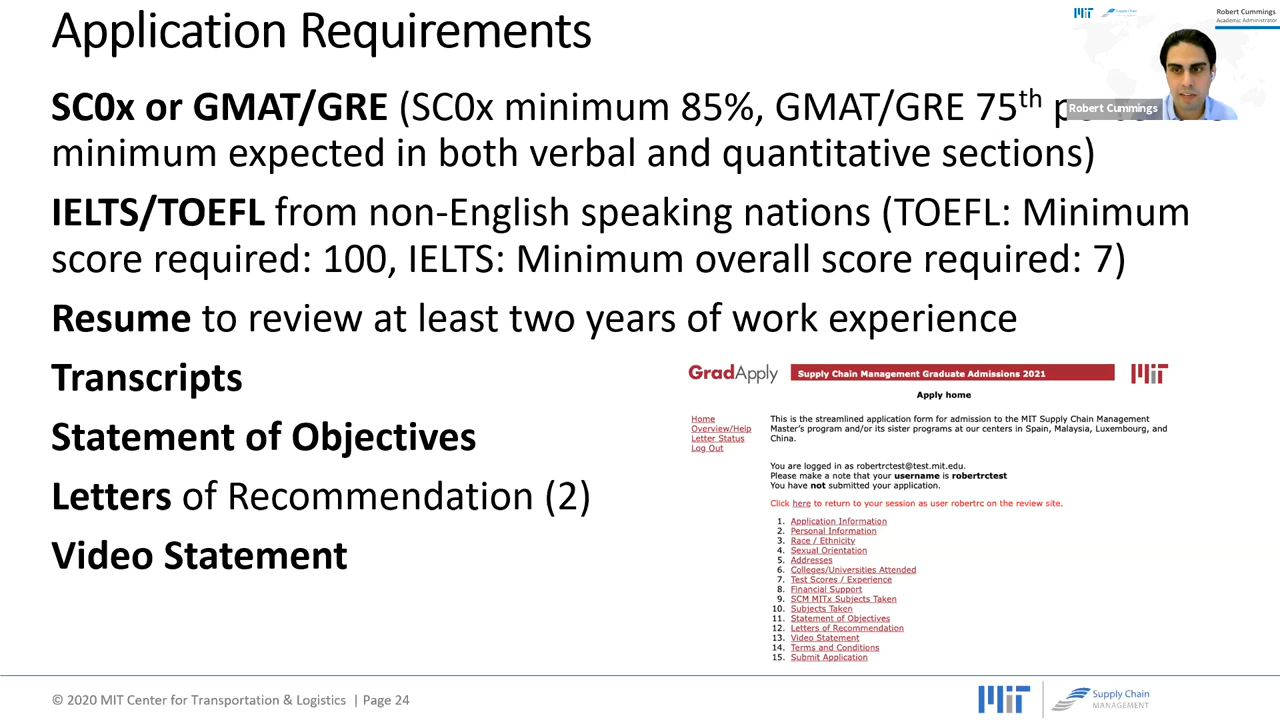 Application Requirements
SC0x or GMAT/GRE (SC0x minimum 85%, GMAT/GRE 75th
minimum expected in both verbal and quantitative sections)
IELTS/TOEFL from non-English speaking nations (TOEFL: Minimum
score required: 100, IELTS: Minimum overall score required: 7)
Resume to review at least two years of work experience
Transcripts
Statement of Objectives
Letters of Recommendation (2)
Video Statement
MIT Supply Chain
Robert Cummings
Academic Administrator
Robert Cummings
GradApply
Supply Chain Management Graduate Admissions 2021
MIT
Apply home
Home
Overview/Help
Letter Status
Log Out
This is the streamlined application form for admission to the MIT Supply Chain Management
Master's program and/or its sister programs at our centers in Spain, Malaysia, Luxembourg, and
China.
You are logged in as robertrctest@test.mit.edu.
Please make a note that your username is robertrctest
You have not submitted your application.
Click here to return to your session as user robertrc on the review site.
1. Application Information
2. Personal Information
3. Race / Ethnicity
4. Sexual Orientation
5. Addresses
6. Colleges/Universities Attended
7. Test Scores / Experience
8. Financial Support
9. SCM MITx Subjects Taken
10. Subjects Taken
11. Statement of Objectives
12. Letters of Recommendation
13. Video Statement
14. Terms and Conditions
15. Submit Application
© 2020 MIT Center for Transportation & Logistics | Page 24
MIT
Supply Chain
MANAGEMENT